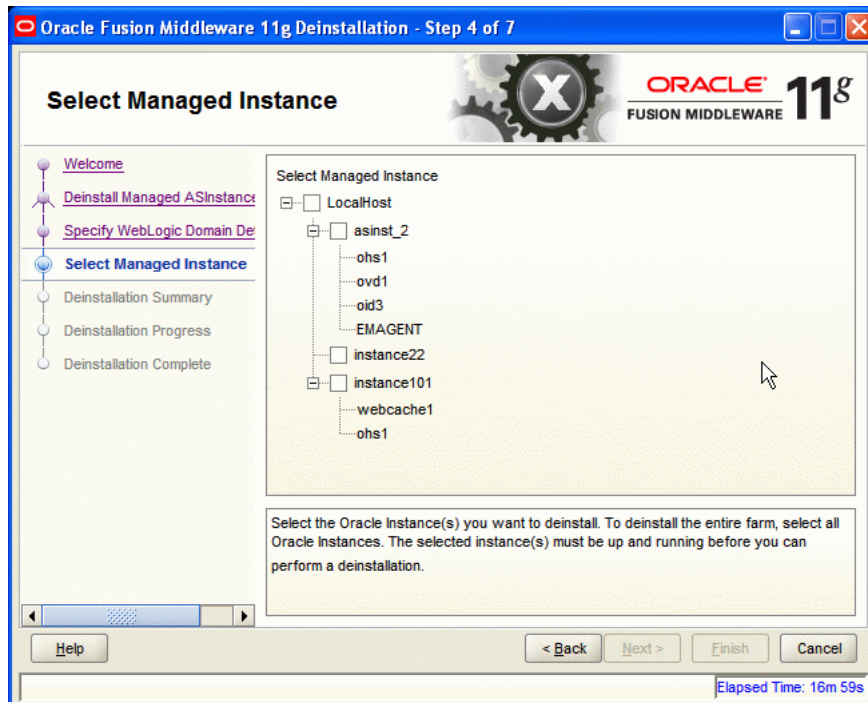 Oracle Fusion Middleware 11g Deinstallation - Step 4 of 7
Select Managed Instance
ORACLE
FUSION MIDDLEWARE
11g
Welcome
Deinstall Managed ASInstance
Specify WebLogic Domain Det
Select Managed Instance
Deinstallation Summary
Deinstallation Progress
Deinstallation Complete
Select Managed Instance
LocalHost
asinst_2
ohs1
ovd1
oid3
EMAGENT
instance22
instance101
webcache1
ohs1
Select the Oracle Instance(s) you want to deinstall. To deinstall the entire farm, select all
Oracle Instances. The selected instance(s) must be up and running before you can
perform a deinstallation.
Help
< Back
Next >
Finish
Cancel
Elapsed Time: 16m 59s